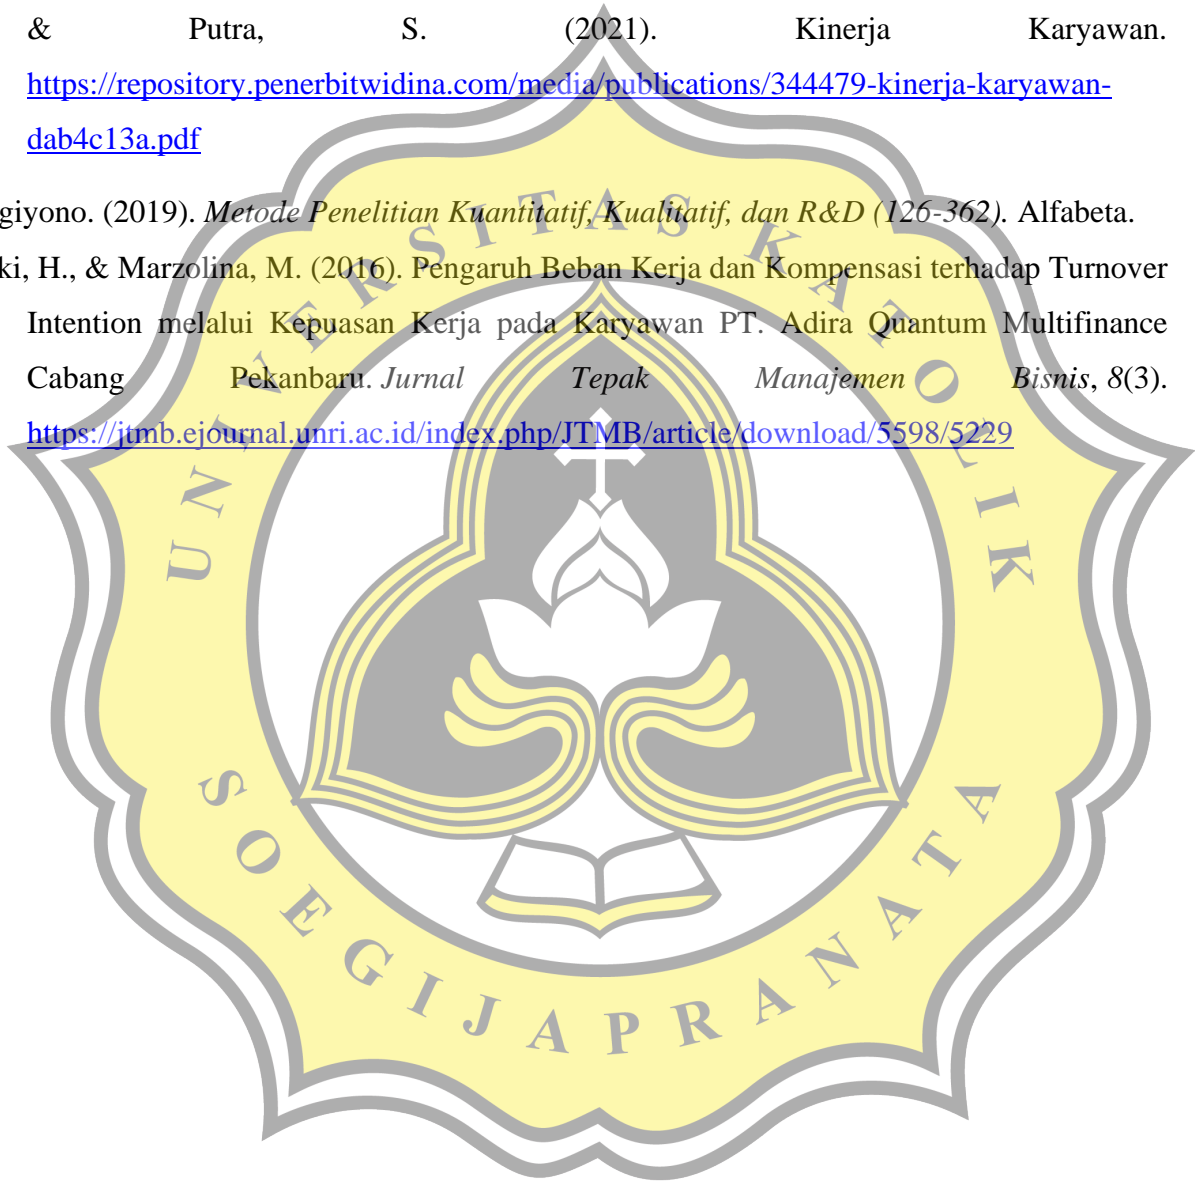 & Putra, S. (2021). Kinerja Karyawan.
https://repository.penerbitwidina.com/media/publications/344479-kinerja-karyawan-
dab4c13a.pdf
giyono. (2019). Metode Penelitian Kuantitatif, Kualitatif, dan R&D (126-362). Alfabeta.
ki, H., & Marzolina, M. (2016). Pengaruh Beban Kerja dan Kompensasi terhadap Turnover
Intention melalui Kepuasan Kerja pada Karyawan PT. Adira Quantum Multifinance
Cabang Pekanbaru. Jurnal Tepak Manajemen Bisnis, 8(3).
https://jtmb.ejournal.unri.ac.id/index.php/JTMB/article/download/5598/5229
UNIVERSITAS KATOLIK
SOEGIJAPRANATA